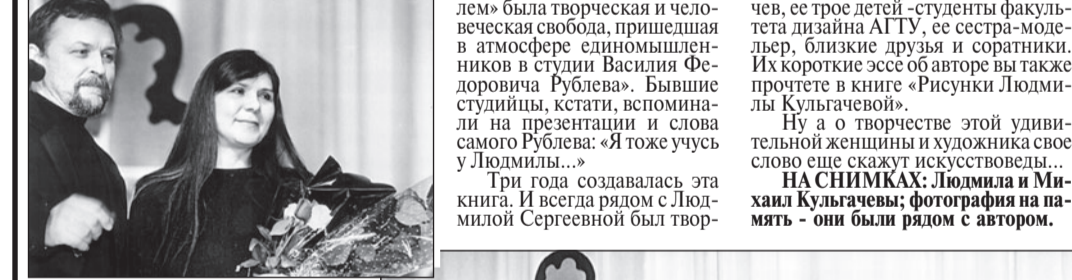 лем» была творческая и чело-
веческая свобода, пришедшая
в атмосфере единомышлен-
ников в студии Василия Фе-
доровича Рублева». Бывшие
студийцы, кстати, вспомина-
ли на презентации и слова
самого Рублева: «Я тоже учусь
у Людмилы...»
Три года создавалась эта
книга. И всегда рядом с Люд-
милой Сергеевной был твор-
чев, ее трое детей -студенты факуль-
тета дизайна АГТУ, ее сестра-моде-
льер, близкие друзья и соратники.
Их короткие эссе об авторе вы также
прочтете в книге «Рисунки Людми-
лы Кульгачевой».
Ну а о творчестве этой удиви-
тельной женщины и художника свое
слово еще скажут искусствоведы...
НА СНИМКАХ: Людмила и Ми-
хаил Кульгачевы; фотография на па-
мять - они были рядом с автором.